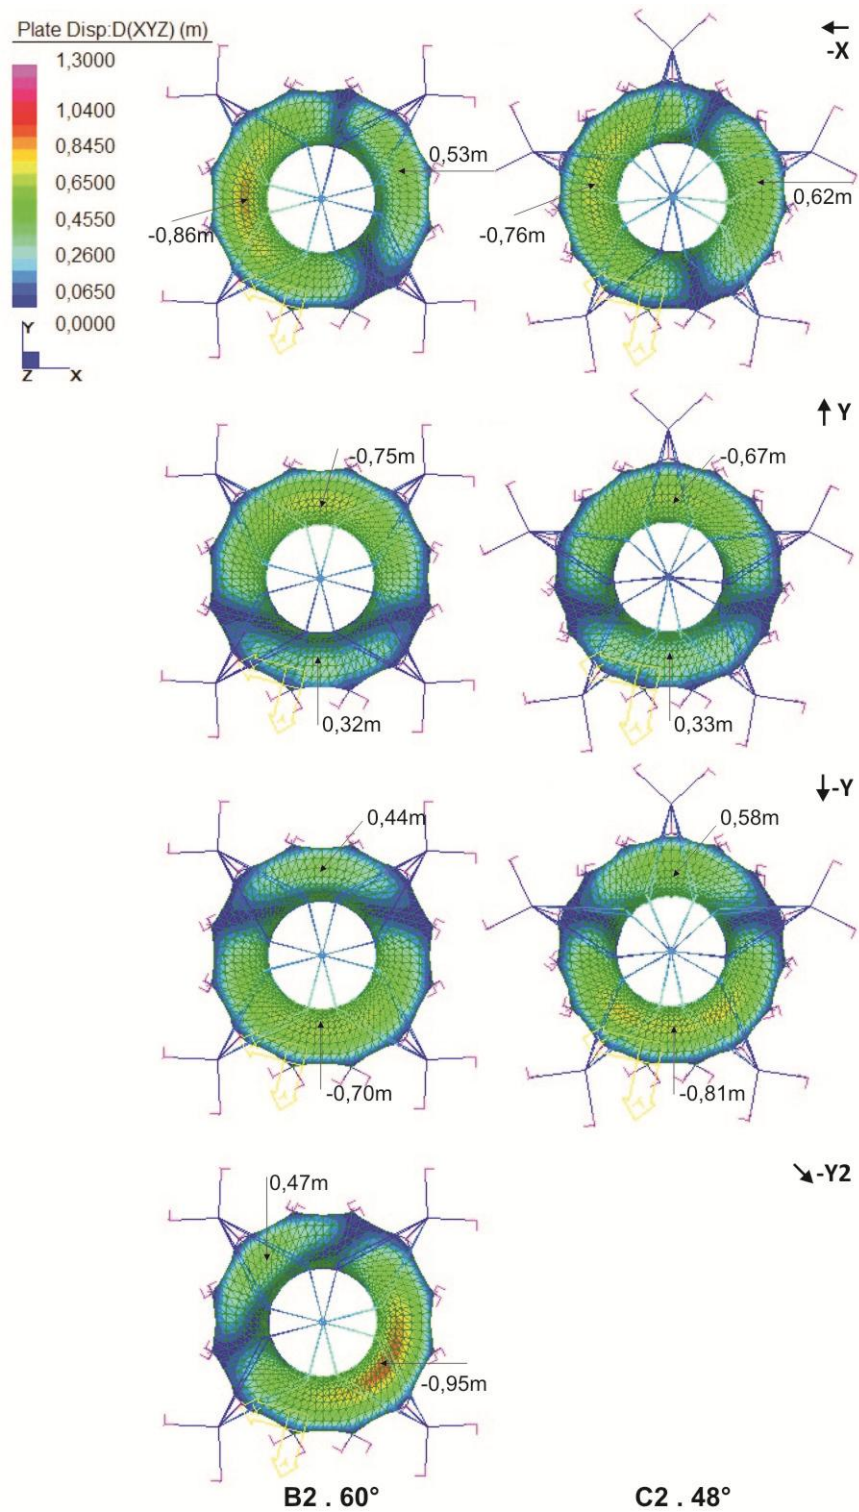 Plate Disp:D(XYZ) (m)
1,3000
1,0400
0,8450
0,6500
0,4550
0,2600
0,0650
0,0000
Y
Z X
-X
0,53m
-0,86m
0,62m
-0,76m
Y
-0,75m
-0,67m
0,32m
0,33m
-Y
0,44m
0,58m
-0,70m
-0,81m
-Y2
0,47m
-0,95m
B2 . 60° C2 . 48°